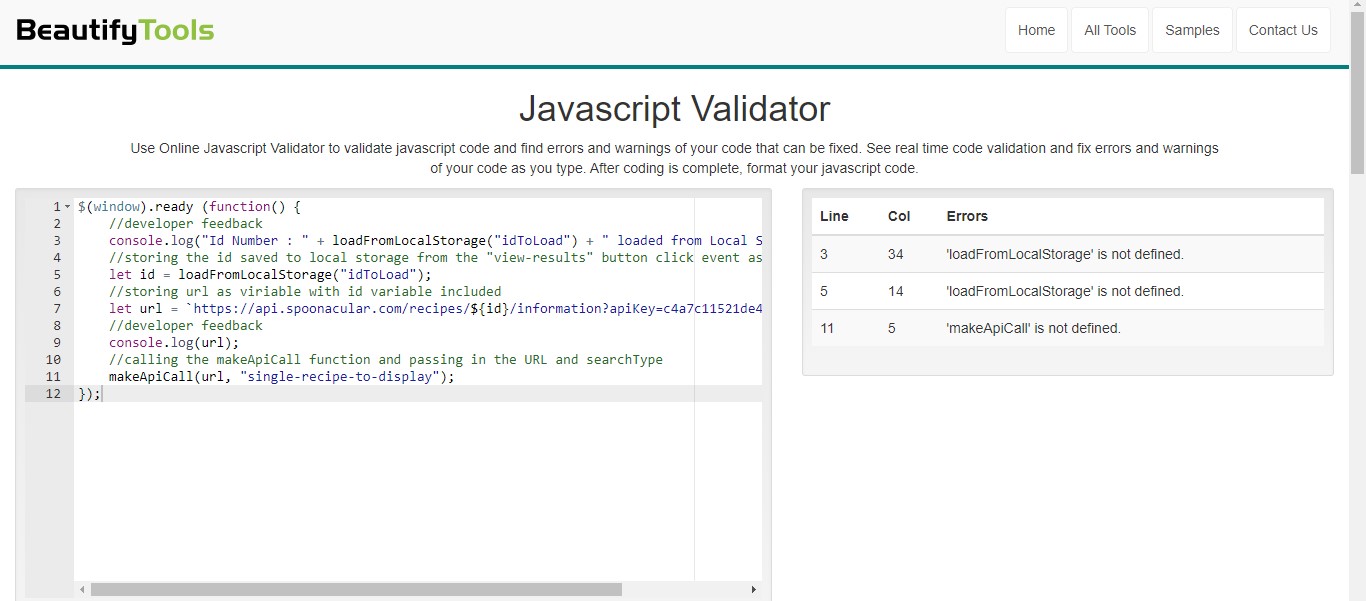 BeautifyTools
Home
All Tools
Samples
Contact Us
Javascript Validator
Use Online Javascript Validator to validate javascript code and find errors and warnings of your code that can be fixed. See real time code validation and fix errors and warnings
of your code as you type. After coding is complete, format your javascript code.
1 $(window).ready (function() {
2 //developer feedback
3 console.log("Id Number : " + loadFromLocalStorage("idToLoad") + " loaded from Local S
4 //storing the id saved to local storage from the "view-results" button click event as
5 let id = loadFromLocalStorage("idToLoad");
6 //storing url as viriable with id variable included
7 let url = `https://api.spoonacular.com/recipes/${id}/information?apiKey=c4a7c11521de4
8 //developer feedback
9 console.log(url);
10 //calling the makeApiCall function and passing in the URL and searchType
11 makeApiCall(url, "single-recipe-to-display");
12 });
Line Col Errors
3 34 'loadFromLocalStorage' is not defined.
5 14 'loadFromLocalStorage' is not defined.
11 5 'makeApiCall' is not defined.